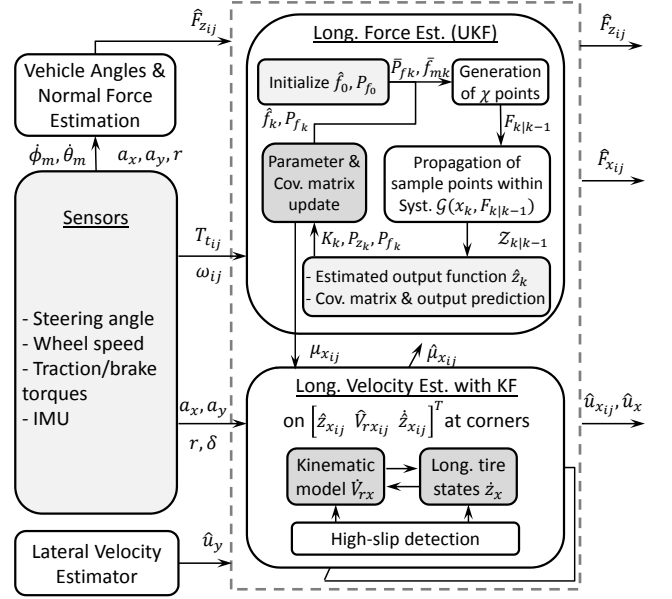 F̂_{z_{ij}}
Vehicle Angles &
Normal Force
Estimation
ϕ̇_m, θ̇_m
a_x, a_y, r
Sensors
- Steering angle
- Wheel speed
- Traction/brake
torques
- IMU
Lateral Velocity
Estimator
T_{t_{ij}}
ω_{ij}
a_x, a_y
r, δ
û_y
Long. Force Est. (UKF)
Initialize f̂_0, P_{f_0}
P̄_{fk}, f̄_{mk}
Generation
of χ points
f̂_k, P_{f_k}
F_{k|k−1}
Parameter &
Cov. matrix
update
Propagation of
sample points within
Syst. 𝒢(x_k, F_{k|k−1})
K_k, P_{z_k}, P_{f_k}
𝒵_{k|k−1}
- Estimated output function ẑ_k
- Cov. matrix & output prediction
μ_{x_{ij}}
μ̂_{x_{ij}}
Long. Velocity Est. with KF
on [ẑ_{x_{ij}} V̂_{rx_{ij}} ẑ̇_{x_{ij}}]^T at corners
Kinematic
model V̇_{rx}
Long. tire
states ż_x
High-slip detection
F̂_{z_{ij}}
F̂_{x_{ij}}
û_{x_{ij}}, û_x